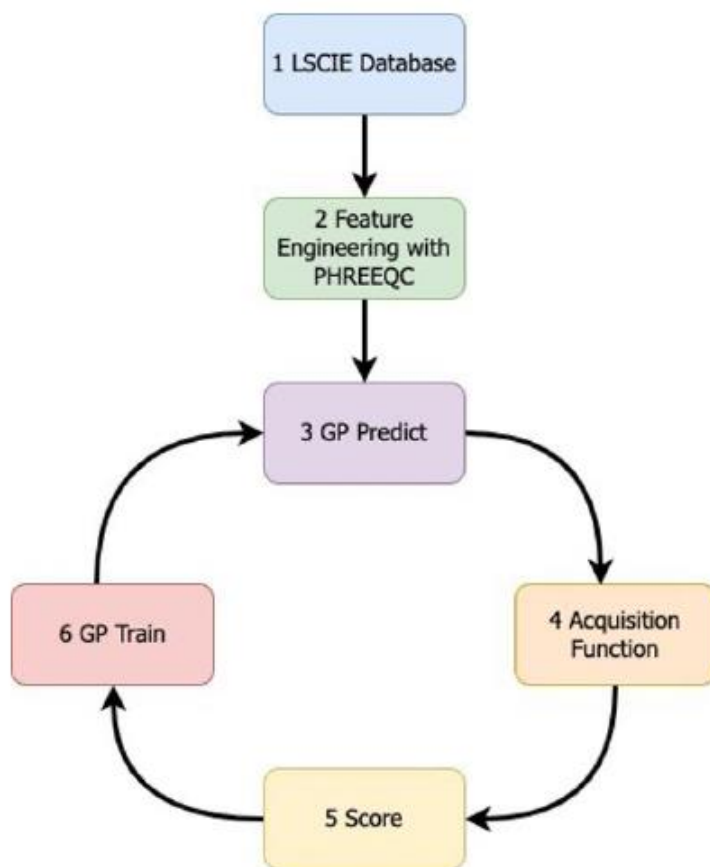 1 LSCIE Database
2 Feature
Engineering with
PHREEQC
3 GP Predict
6 GP Train
4 Acquisition
Function
5 Score